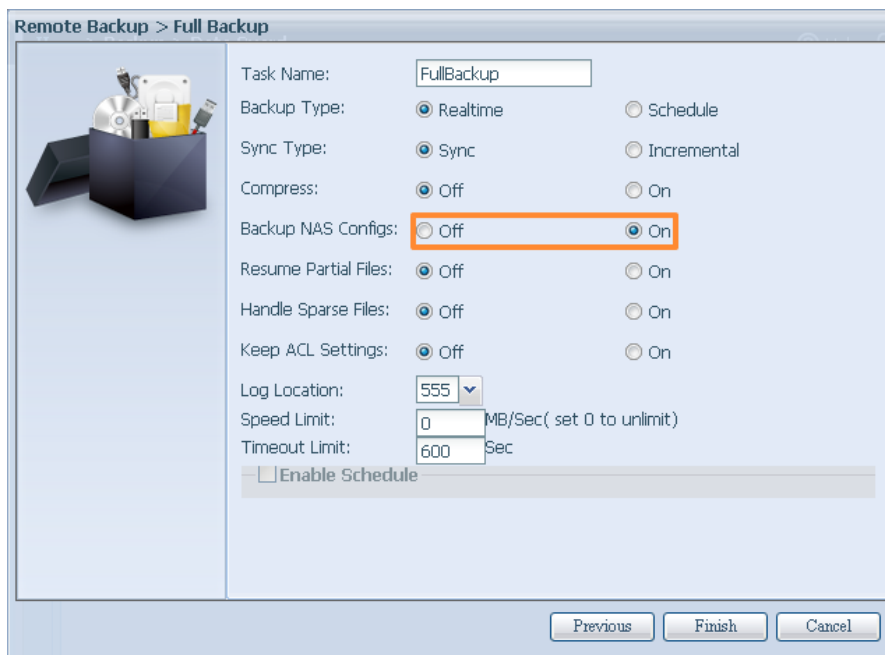 Remote Backup > Full Backup
Task Name: FullBackup
Backup Type: Realtime Schedule
Sync Type: Sync Incremental
Compress: Off On
Backup NAS Configs: Off On
Resume Partial Files: Off On
Handle Sparse Files: Off On
Keep ACL Settings: Off On
Log Location: 555
Speed Limit: 0 MB/Sec( set 0 to unlimit)
Timeout Limit: 600 Sec
Enable Schedule
Previous Finish Cancel